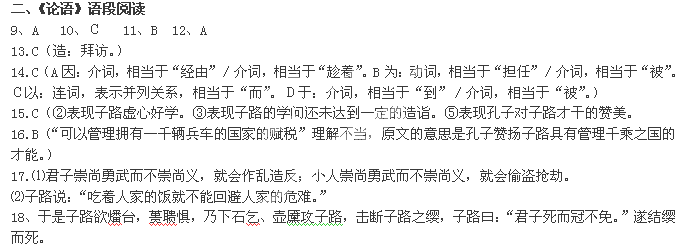 二、《论语》语段阅读
9、A 10、C 11、B 12、A
13.C(造：拜访。)
14.C(A因：介词，相当于“经由”/介词，相当于“趁着”。B为：动词，相当于“担任”/介词，相当于“被”。
C以：连词，表示并列关系，相当于“而”。D于：介词，相当于“到”/介词，相当于“被”。)
15.C(②表现子路虚心好学。③表现子路的学问还未达到一定的造诣。⑤表现孔子对子路才干的赞美。
16.B(“可以管理拥有一千辆兵车的国家的赋税”理解不当，原文的意思是孔子赞扬子路具有管理千乘之国的
才能。)
17.⑴君子崇尚勇武而不崇尚义，就会作乱造反；小人崇尚勇武而不崇尚义，就会偷盗抢劫。
⑵子路说：“吃着人家的饭就不能回避人家的危难。”
18、于是子路欲燔台，蒉聩惧，乃下石乞、壶黡攻子路，击断子路之缨，子路曰：“君子死而冠不免。”遂结缨
而死。